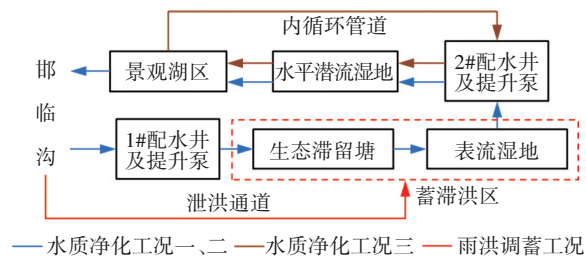 内循环管道
邯临沟
景观湖区
水平潜流湿地
2#配水井
及提升泵
1#配水井
及提升泵
生态滞留塘
表流湿地
泄洪通道
蓄滞洪区
水质净化工况一、二
水质净化工况三
雨洪调蓄工况